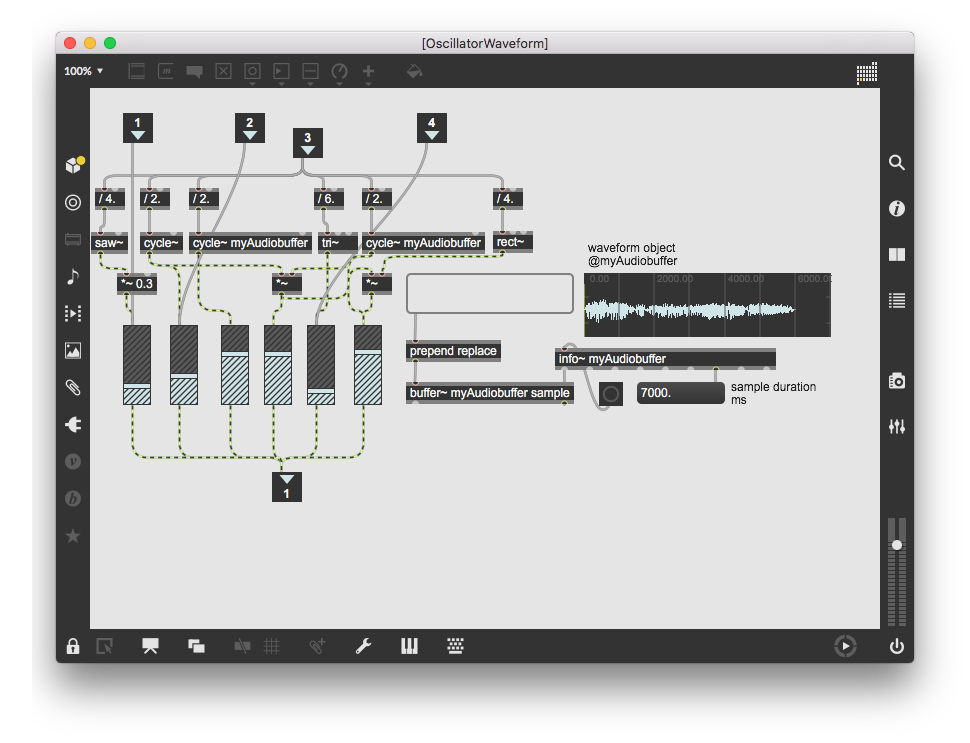 [OscillatorWaveform]
100%
1
2
3
4
/ 4.
/ 2.
/ 2.
/ 6.
/ 2.
/ 4.
saw~
cycle~
cycle~ myAudiobuffer
tri~
cycle~ myAudiobuffer
rect~
*~ 0.3
*~
*~
waveform object
@myAudiobuffer
0.00
2000.00
4000.00
prepend replace
info~ myAudiobuffer
buffer~ myAudiobuffer sample
7000.
sample duration
ms
1